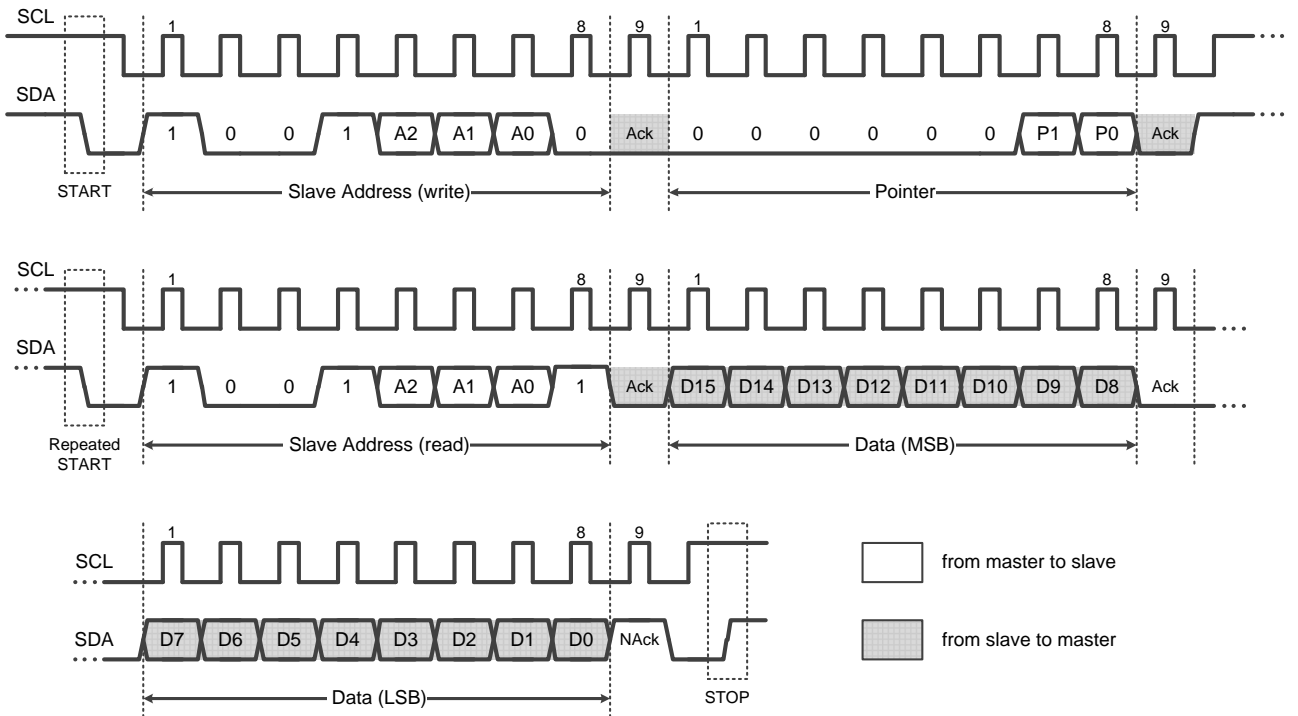 SCL
1 8 9 1 8 9
SDA
1 0 0 1 A2 A1 A0 0 Ack 0 0 0 0 0 0 P1 P0 Ack
START Slave Address (write) Pointer
SCL
1 8 9 1 8 9
SDA
1 0 0 1 A2 A1 A0 1 Ack D15 D14 D13 D12 D11 D10 D9 D8 Ack
Repeated
START
Slave Address (read) Data (MSB)
1 8 9
SCL
from master to slave
SDA D7 D6 D5 D4 D3 D2 D1 D0 NAck
from slave to master
Data (LSB) STOP